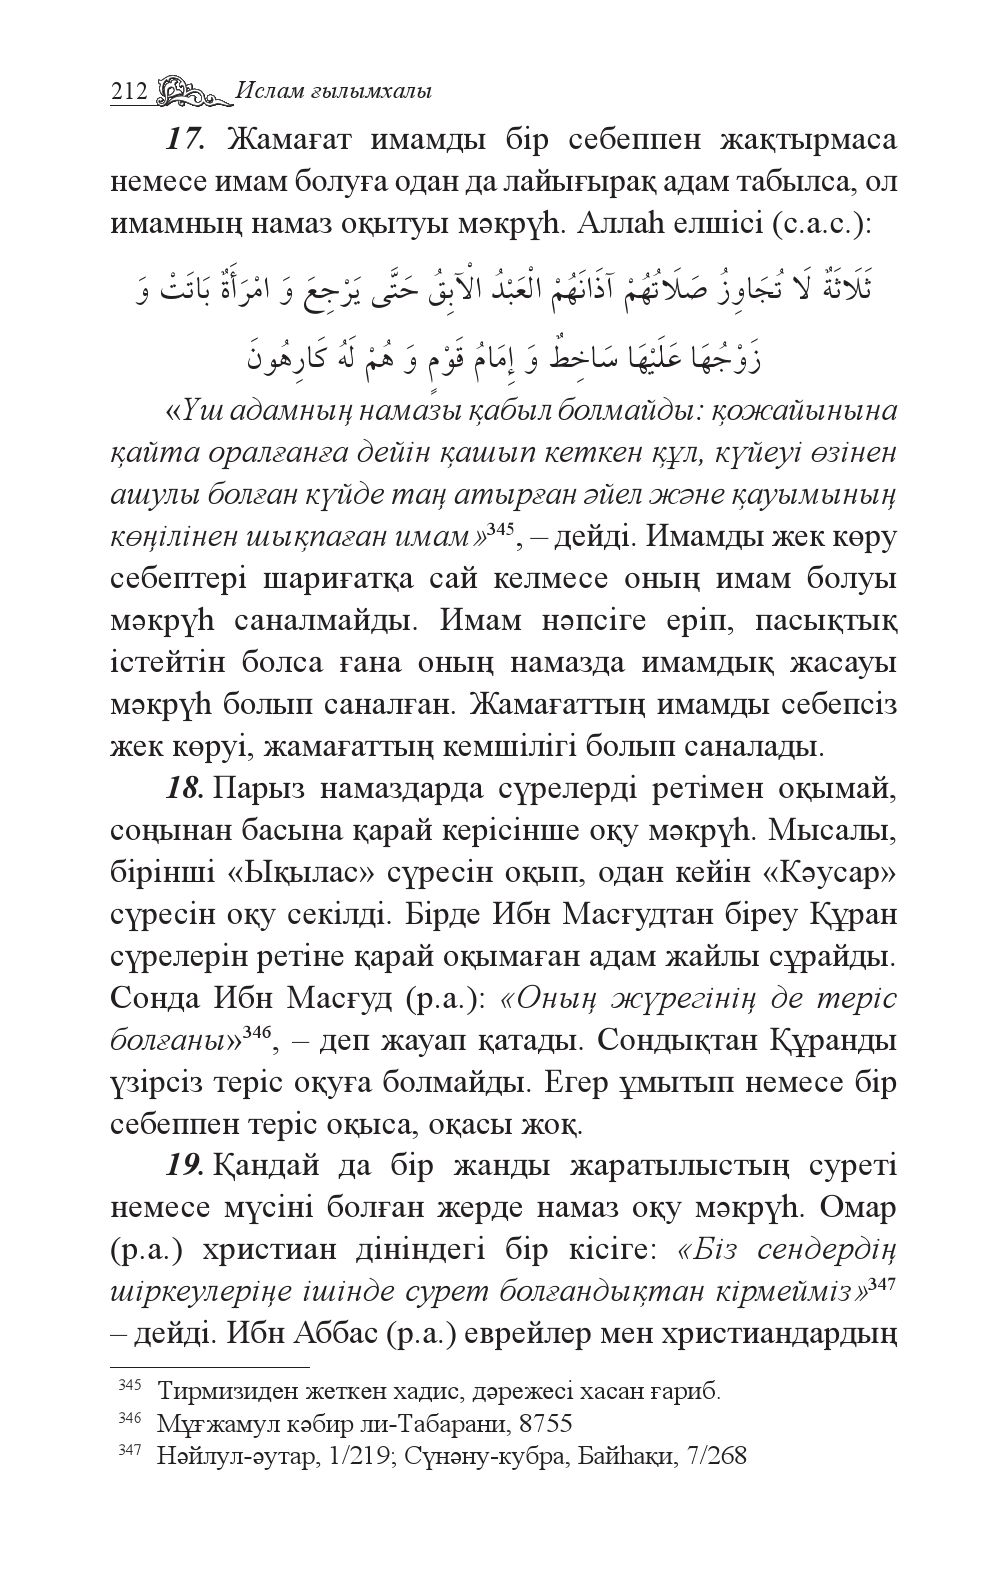 212 Ислам ғылымхалы
17. Жамағат имамды бір себеппен жақтырмаса
немесе имам болуға одан да лайығырақ адам табылса, ол
имамның намаз оқытуы мәкрүһ. Аллаһ елшісі (с.а.с.):
ثَلَاثَةٌ لَا تُجَاوِزُ صَلَاتُهُمْ آذَانَهُمْ الْعَبْدُ الْآبِقُ حَتَّى يَرْجِعَ وَ امْرَأَةٌ بَاتَتْ وَ
زَوْجُهَا عَلَيْهَا سَاخِطٌ وَ إِمَامُ قَوْمٍ وَ هُمْ لَهُ كَارِهُونَ
«Үш адамның намазы қабыл болмайды: қожайынына
қайта оралғанға дейін қашып кеткен құл, күйеуі өзінен
ашулы болған күйде таң атырған әйел және қауымының
көңілінен шықпаған имам»³⁴⁵, – дейді. Имамды жек көру
себептері шариғатқа сай келмесе оның имам болуы
мәкрүһ саналмайды. Имам нәпсіге еріп, пасықтық
істейтін болса ғана оның намазда имамдық жасауы
мәкрүһ болып саналған. Жамағаттың имамды себепсіз
жек көруі, жамағаттың кемшілігі болып саналады.
18. Парыз намаздарда сүрелерді ретімен оқымай,
соңынан басына қарай керісінше оқу мәкрүһ. Мысалы,
бірінші «Ықылас» сүресін оқып, одан кейін «Кәусар»
сүресін оқу секілді. Бірде Ибн Масғудтан біреу Құран
сүрелерін ретіне қарай оқымаған адам жайлы сұрайды.
Сонда Ибн Масғуд (р.а.): «Оның жүрегінің де теріс
болғаны»³⁴⁶, – деп жауап қатады. Сондықтан Құранды
үзірсіз теріс оқуға болмайды. Егер ұмытып немесе бір
себеппен теріс оқыса, оқасы жоқ.
19. Қандай да бір жанды жаратылыстың суреті
немесе мүсіні болған жерде намаз оқу мәкрүһ. Омар
(р.а.) христиан дініндегі бір кісіге: «Біз сендердің
шіркеулеріңе ішінде сурет болғандықтан кірмейміз»³⁴⁷
– дейді. Ибн Аббас (р.а.) еврейлер мен христиандардың
³⁴⁵ Тирмизиден жеткен хадис, дәрежесі хасан ғариб.
³⁴⁶ Мұғжамул кәбир ли-Табарани, 8755
³⁴⁷ Нәйлул-әутар, 1/219; Сүнәну-кубра, Байһақи, 7/268